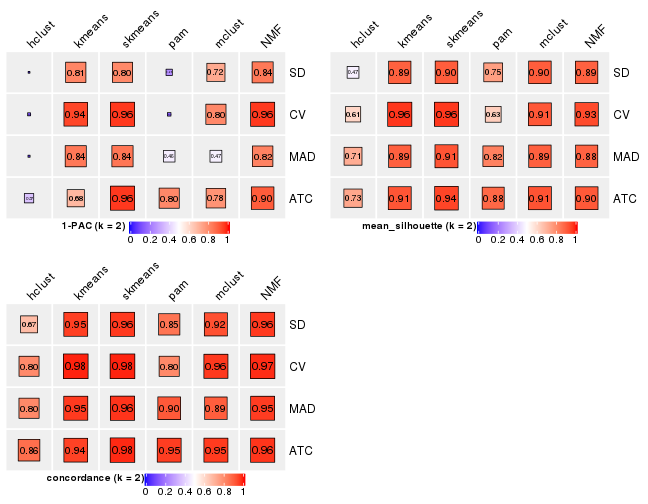 hclust kmeans skmeans pam mclust NMF
0.81 0.80 0.72 0.84 SD
0.94 0.96 0.80 0.96 CV
0.84 0.84 0.46 0.47 0.82 MAD
0.68 0.96 0.80 0.78 0.90 ATC
1-PAC (k = 2)
0 0.2 0.4 0.6 0.8 1
hclust kmeans skmeans pam mclust NMF
0.47 0.89 0.90 0.75 0.90 0.89 SD
0.61 0.96 0.96 0.63 0.91 0.93 CV
0.71 0.89 0.91 0.82 0.89 0.88 MAD
0.73 0.91 0.94 0.88 0.91 0.90 ATC
mean_silhouette (k = 2)
0 0.2 0.4 0.6 0.8 1
hclust kmeans skmeans pam mclust NMF
0.67 0.95 0.96 0.85 0.92 0.96 SD
0.80 0.98 0.98 0.80 0.96 0.97 CV
0.80 0.95 0.96 0.90 0.89 0.95 MAD
0.86 0.94 0.98 0.95 0.95 0.96 ATC
concordance (k = 2)
0 0.2 0.4 0.6 0.8 1